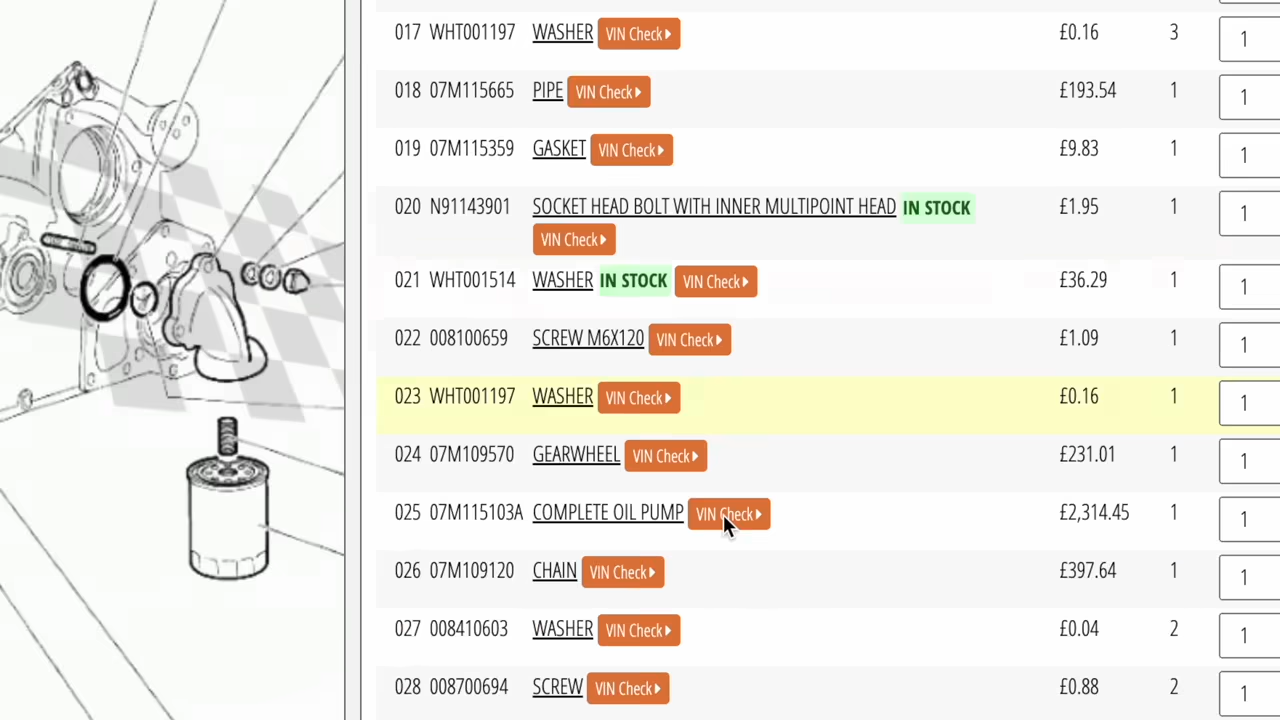 017 WHT001197 WASHER VIN Check £0.16 3 1
018 07M115665 PIPE VIN Check £193.54 1 1
019 07M115359 GASKET VIN Check £9.83 1 1
020 N91143901 SOCKET HEAD BOLT WITH INNER MULTIPOINT HEAD IN STOCK £1.95 1 1
VIN Check
021 WHT001514 WASHER IN STOCK VIN Check £36.29 1 1
022 008100659 SCREW M6X120 VIN Check £1.09 1 1
023 WHT001197 WASHER VIN Check £0.16 1 1
024 07M109570 GEARWHEEL VIN Check £231.01 1 1
025 07M115103A COMPLETE OIL PUMP VIN Check £2,314.45 1 1
026 07M109120 CHAIN VIN Check £397.64 1 1
027 008410603 WASHER VIN Check £0.04 2 1
028 008700694 SCREW VIN Check £0.88 2 1